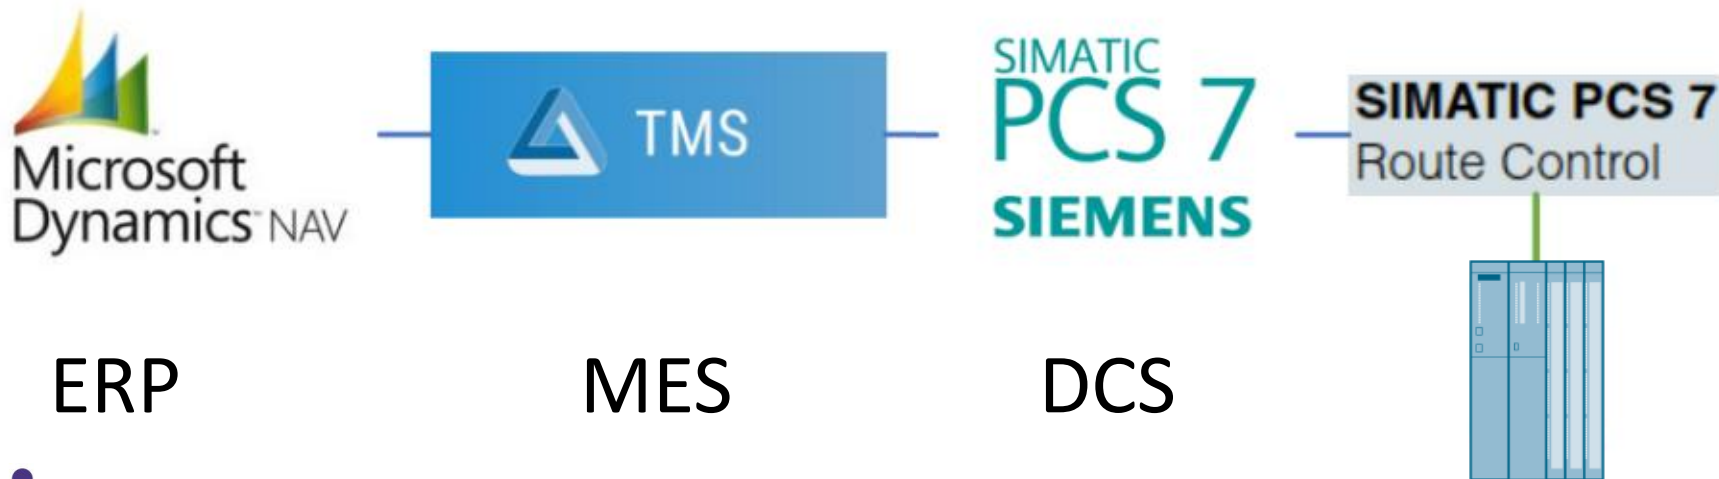 Microsoft
Dynamics NAV
TMS
SIMATIC
PCS 7
SIEMENS
SIMATIC PCS 7
Route Control
ERP
MES
DCS